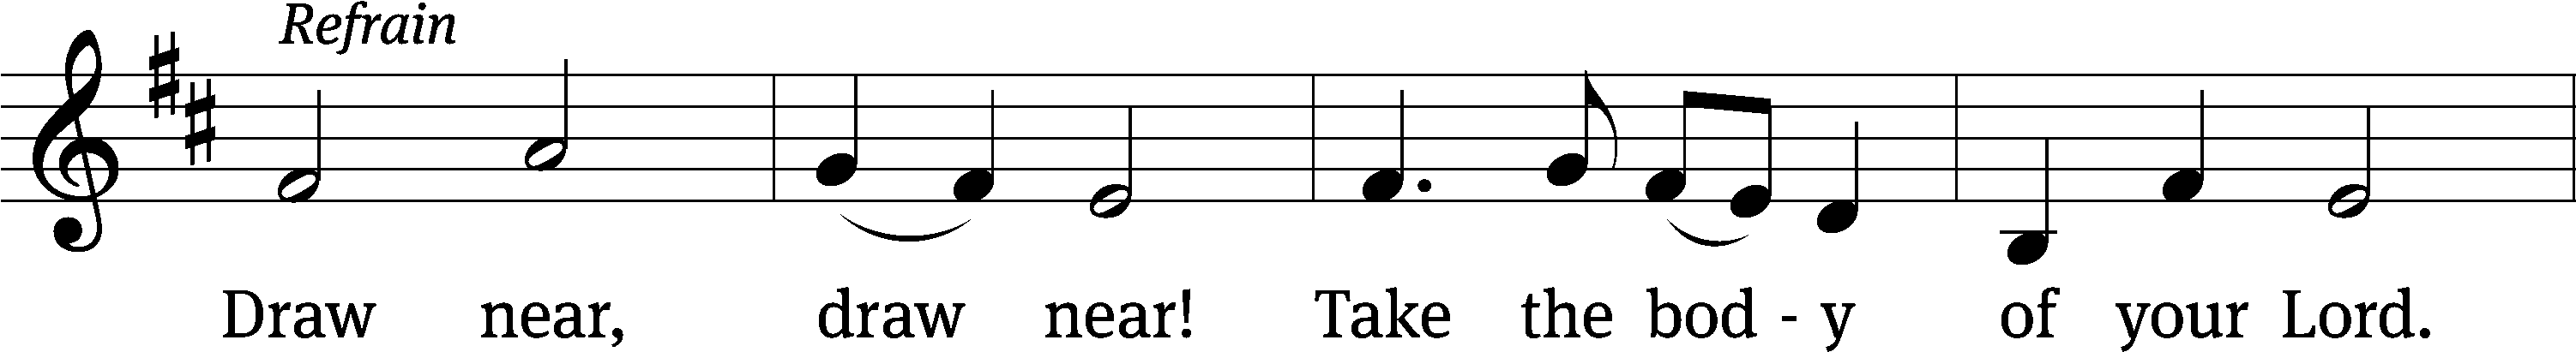 Refrain
Draw near, draw near! Take the bod - y of your Lord.